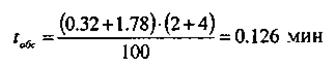 t_обс = (0.32+1.78)·(2+4) / 100 = 0.126 мин